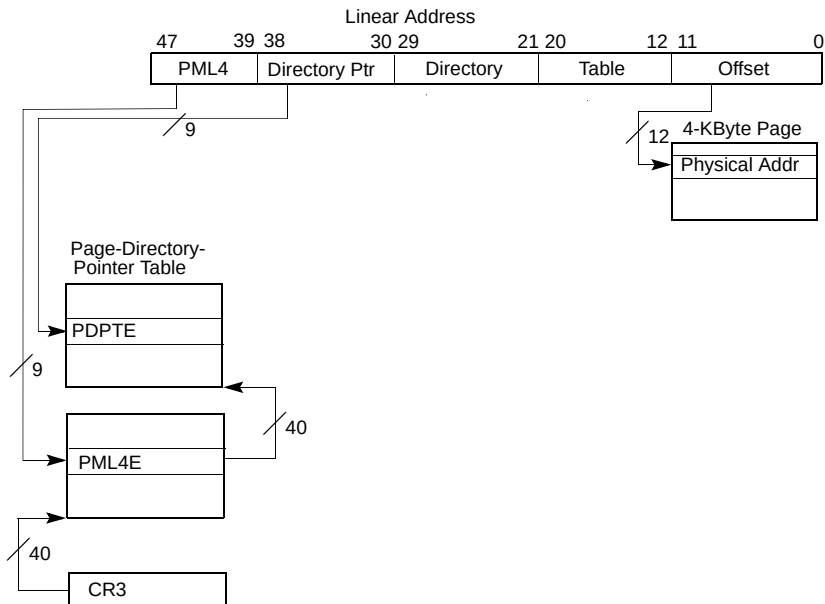 Linear Address
47 39 38 30 29 21 20 12 11 0
PML4 Directory Ptr Directory Table Offset
9
12 4-KByte Page
Physical Addr
Page-Directory-
Pointer Table
PDPTE
9
40
PML4E
40
CR3